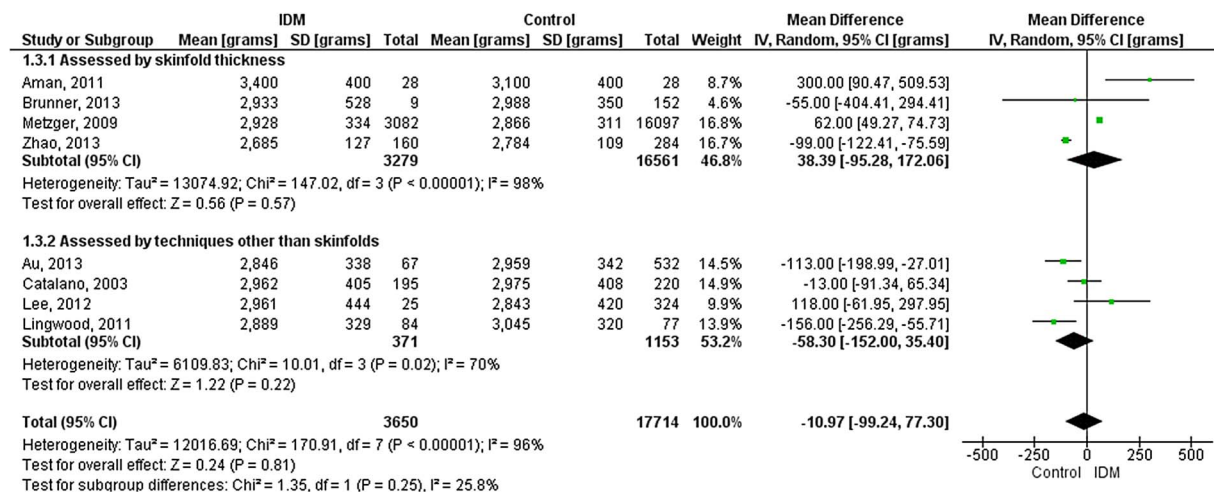 IDM Control Mean Difference Mean Difference
Study or Subgroup Mean [grams] SD [grams] Total Mean [grams] SD [grams] Total Weight IV, Random, 95% CI [grams] IV, Random, 95% CI [grams]
1.3.1 Assessed by skinfold thickness
Aman, 2011 3,400 400 28 3,100 400 28 8.7% 300.00 [90.47, 509.53]
Brunner, 2013 2,933 528 9 2,988 350 152 4.6% -55.00 [-404.41, 294.41]
Metzger, 2009 2,928 334 3082 2,866 311 16097 16.8% 62.00 [49.27, 74.73]
Zhao, 2013 2,685 127 160 2,784 109 284 16.7% -99.00 [-122.41, -75.59]
Subtotal (95% CI) 3279 16561 46.8% 38.39 [-95.28, 172.06]
Heterogeneity: Tau² = 13074.92; Chi² = 147.02, df = 3 (P < 0.00001); I² = 98%
Test for overall effect: Z = 0.56 (P = 0.57)
1.3.2 Assessed by techniques other than skinfolds
Au, 2013 2,846 338 67 2,959 342 532 14.5% -113.00 [-198.99, -27.01]
Catalano, 2003 2,962 405 195 2,975 408 220 14.9% -13.00 [-91.34, 65.34]
Lee, 2012 2,961 444 25 2,843 420 324 9.9% 118.00 [-61.95, 297.95]
Lingwood, 2011 2,889 329 84 3,045 320 77 13.9% -156.00 [-256.29, -55.71]
Subtotal (95% CI) 371 1153 53.2% -58.30 [-152.00, 35.40]
Heterogeneity: Tau² = 6109.83; Chi² = 10.01, df = 3 (P = 0.02); I² = 70%
Test for overall effect: Z = 1.22 (P = 0.22)
Total (95% CI) 3650 17714 100.0% -10.97 [-99.24, 77.30]
Heterogeneity: Tau² = 12016.69; Chi² = 170.91, df = 7 (P < 0.00001); I² = 96%
Test for overall effect: Z = 0.24 (P = 0.81)
Test for subgroup differences: Chi² = 1.35, df = 1 (P = 0.25), I² = 25.8%
-500 -250 0 250 500
Control IDM